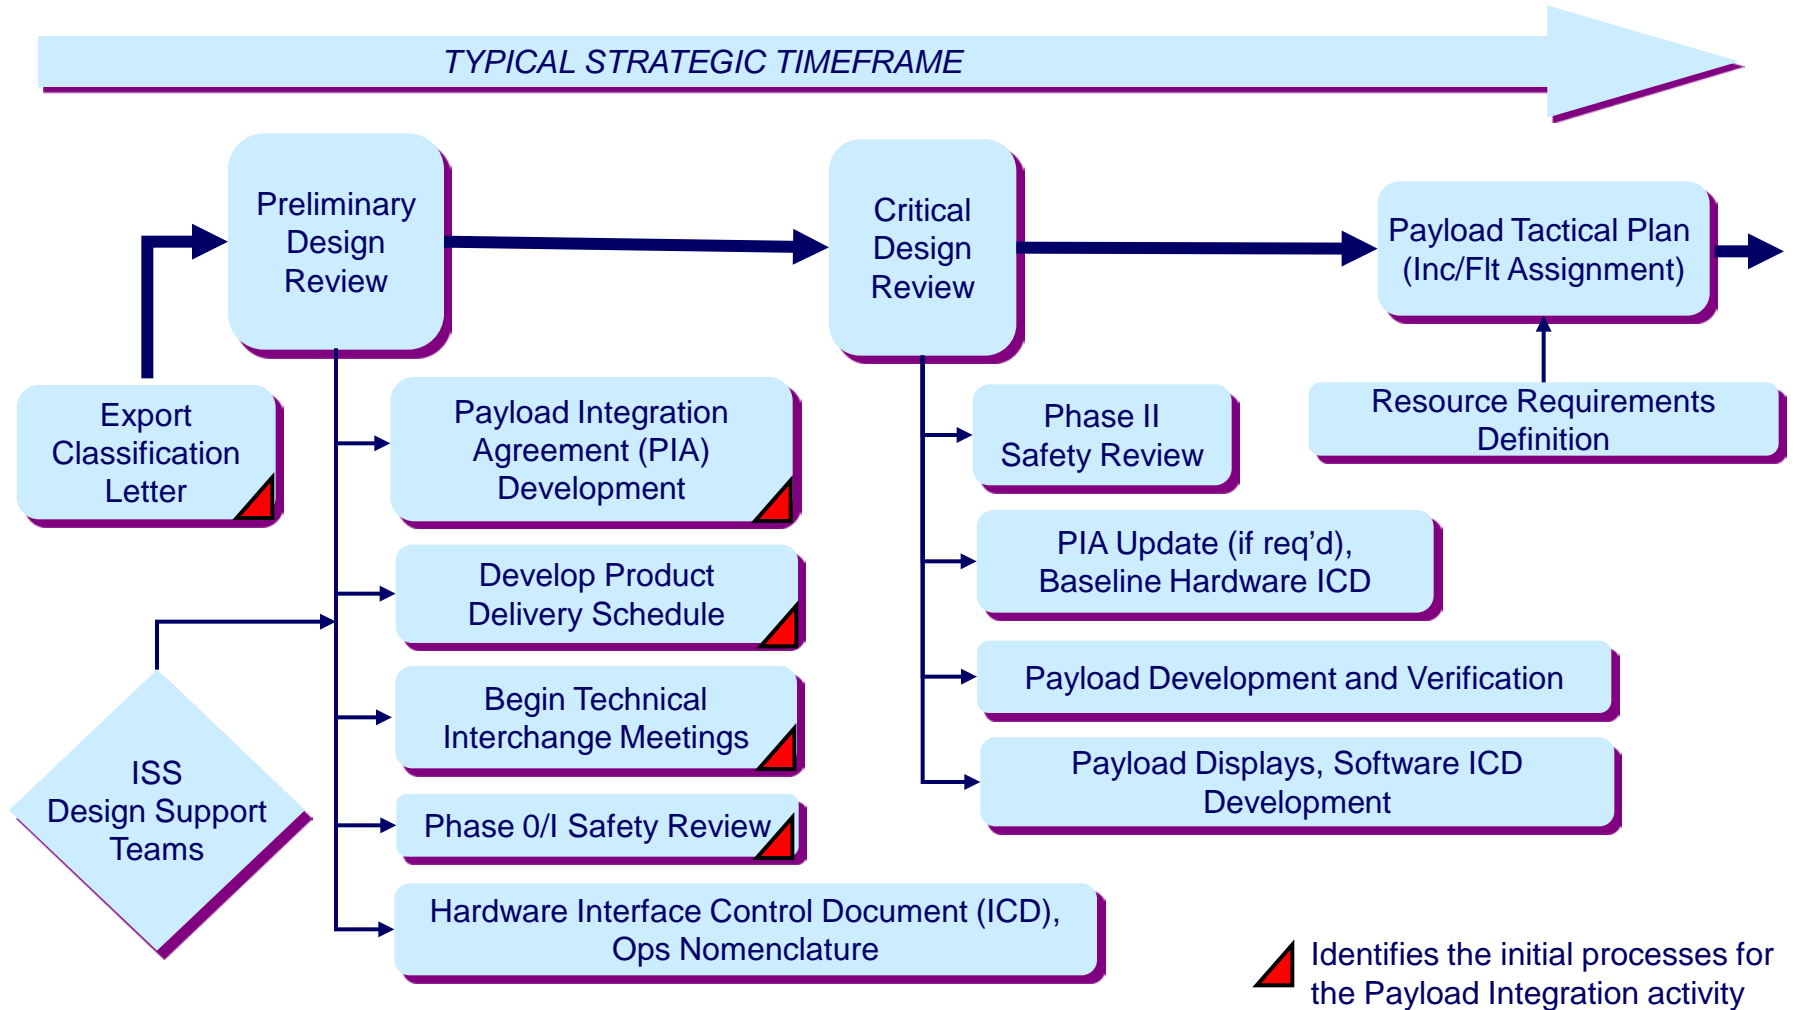 TYPICAL STRATEGIC TIMEFRAME
Preliminary
Design
Review
Critical
Design
Review
Payload Tactical Plan
(Inc/Flt Assignment)
Export
Classification
Letter
Payload Integration
Agreement (PIA)
Development
Phase II
Safety Review
Resource Requirements
Definition
Develop Product
Delivery Schedule
PIA Update (if req’d),
Baseline Hardware ICD
Begin Technical
Interchange Meetings
Payload Development and Verification
ISS
Design Support
Teams
Phase 0/I Safety Review
Payload Displays, Software ICD
Development
Hardware Interface Control Document (ICD),
Ops Nomenclature
Identifies the initial processes for
the Payload Integration activity